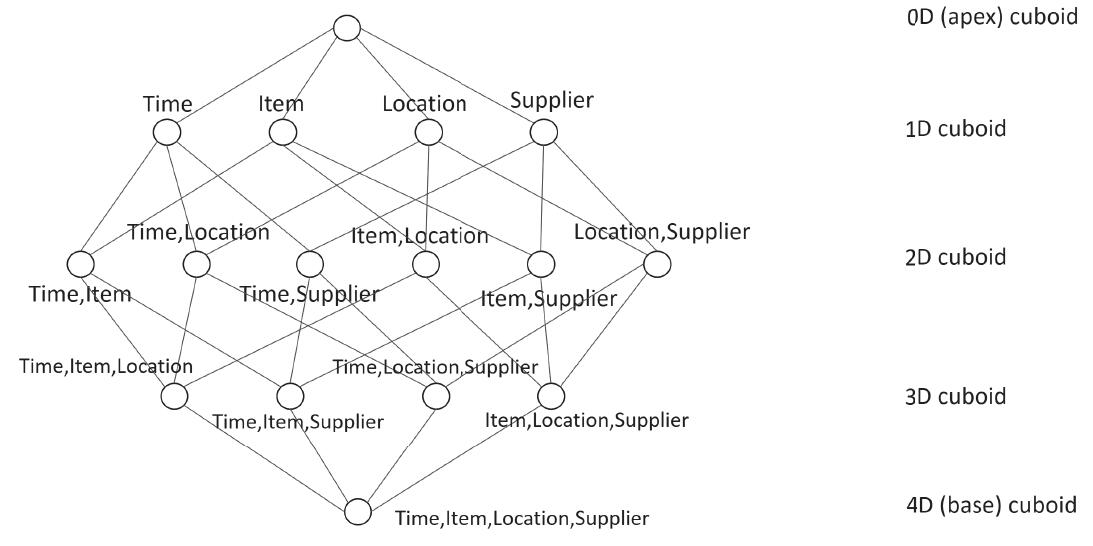 0D (apex) cuboid
Time
Item
Location
Supplier
1D cuboid
Time,Location
Item,Location
Location,Supplier
2D cuboid
Time,Item
Time,Supplier
Item,Supplier
Time,Item,Location
Time,Location,Supplier
3D cuboid
Time,Item,Supplier
Item,Location,Supplier
4D (base) cuboid
Time,Item,Location,Supplier